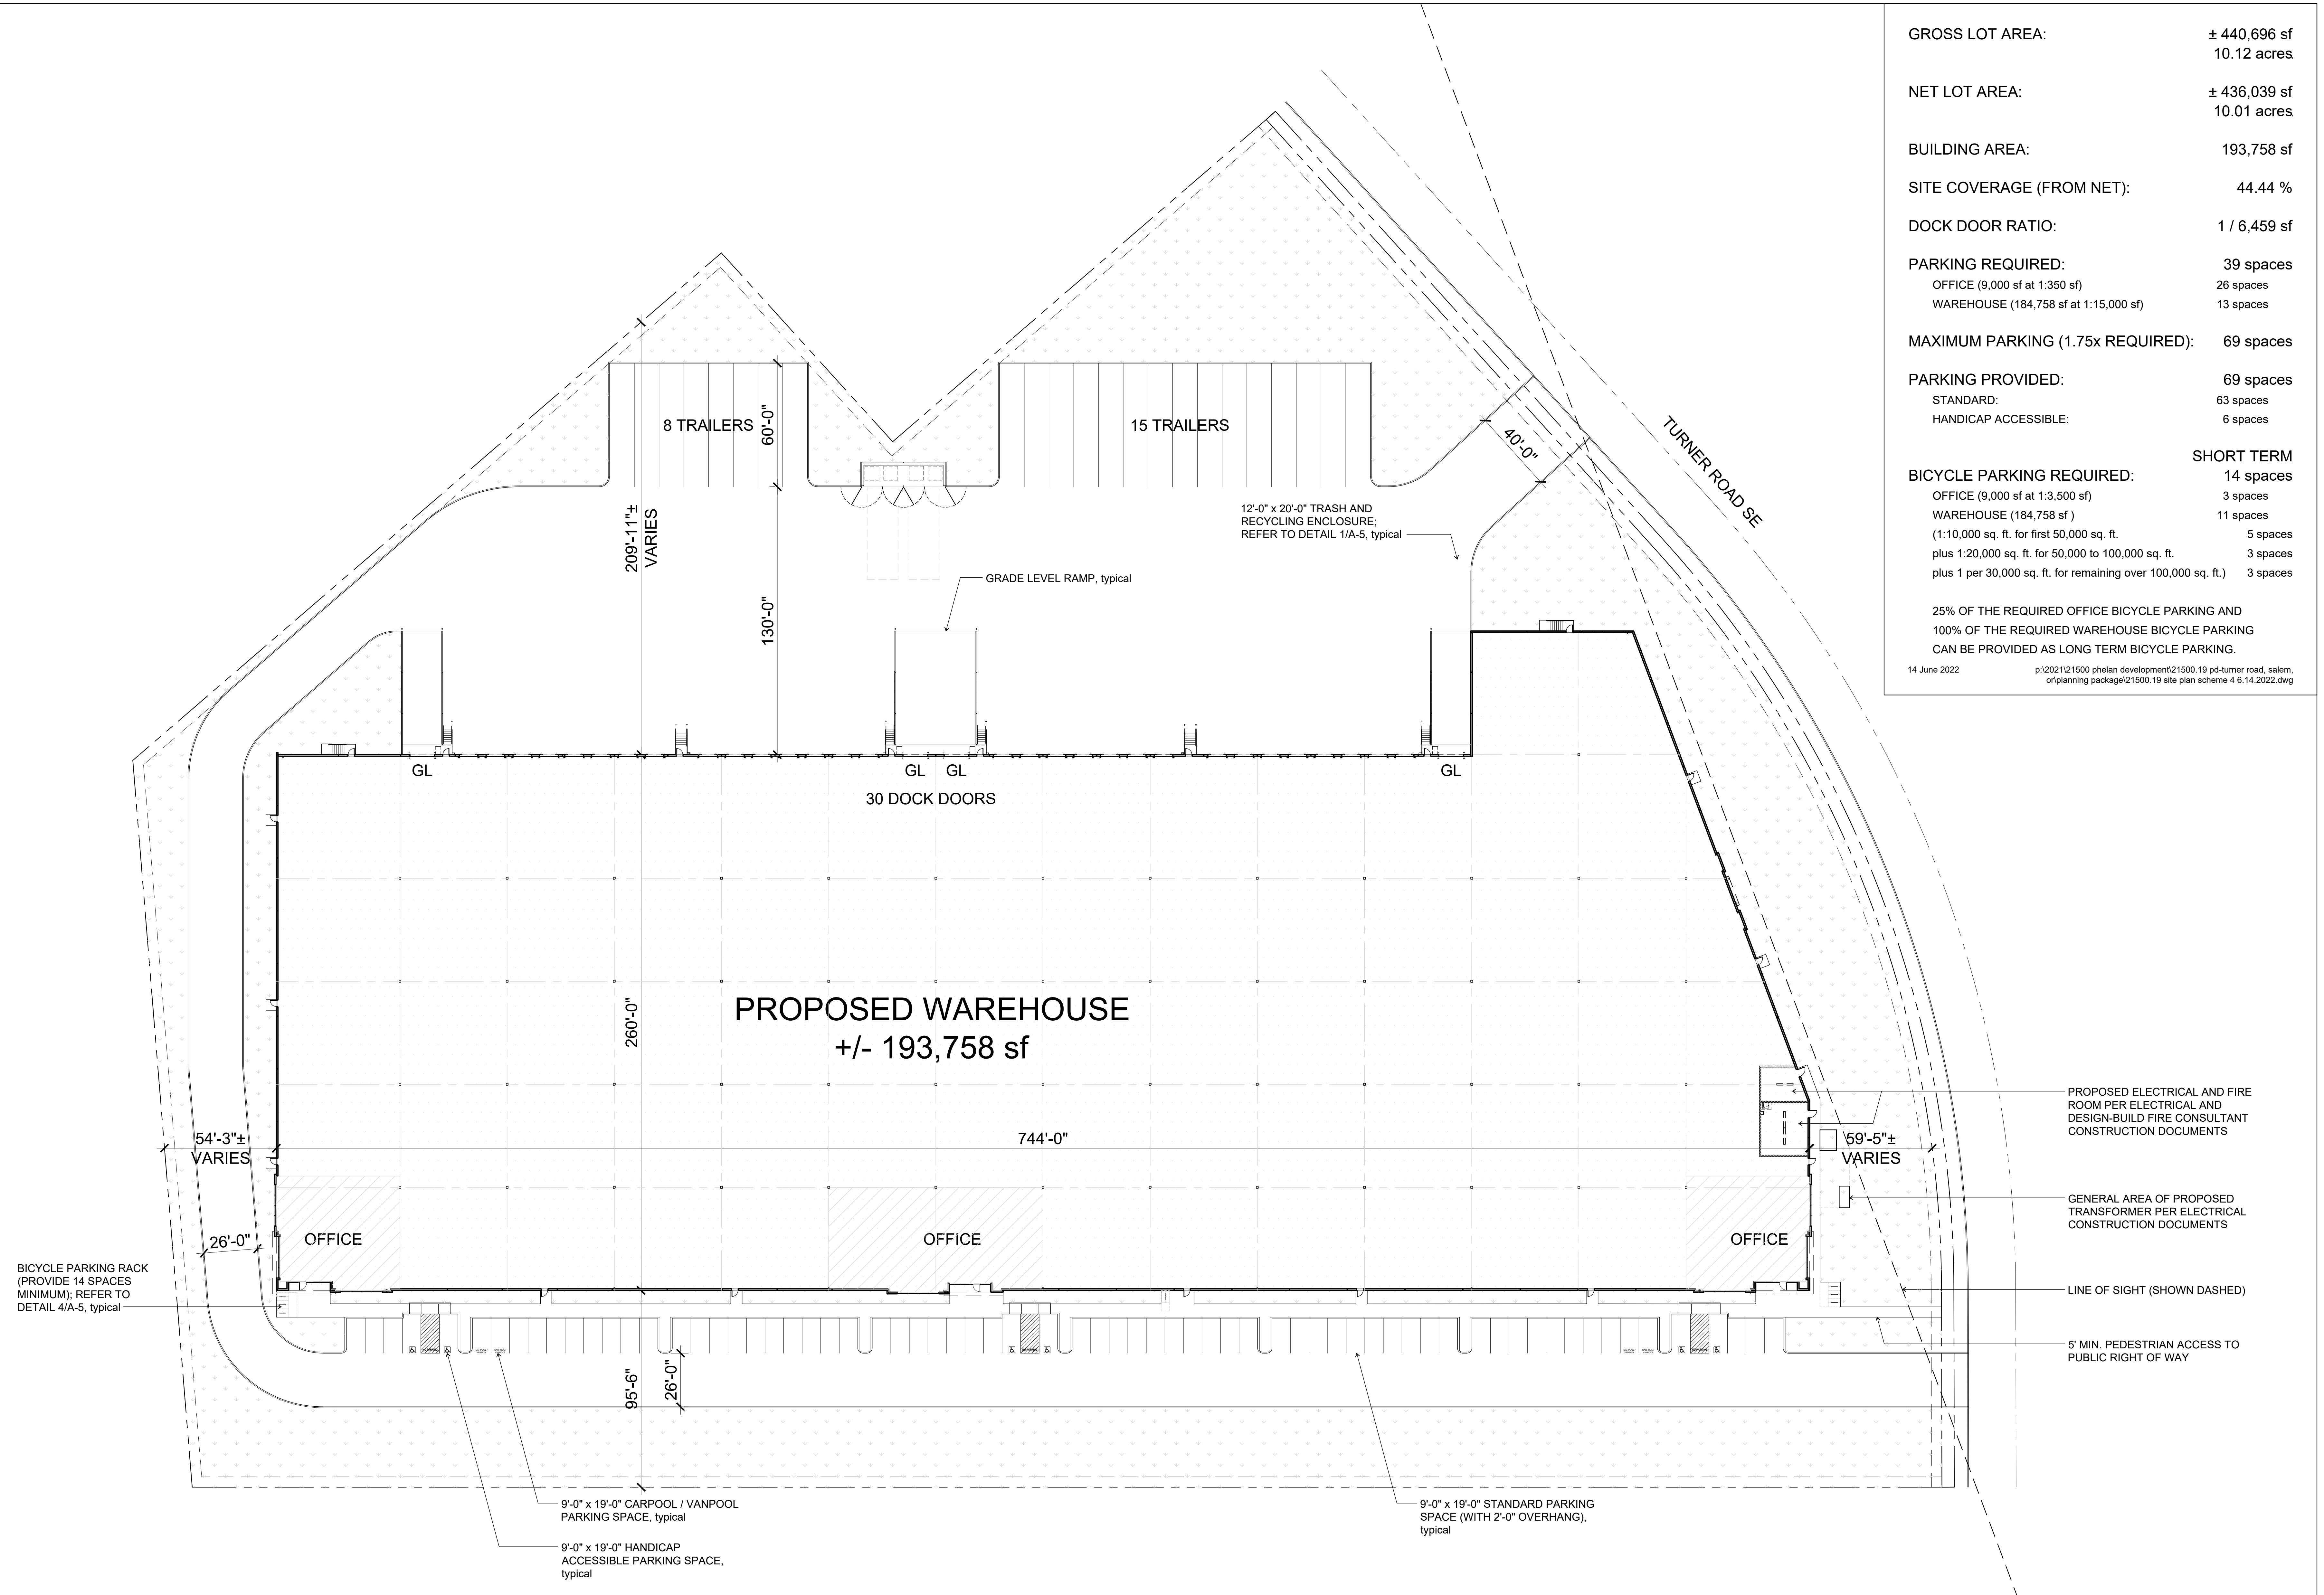 GROSS LOT AREA: ± 440,696 sf
10.12 acres
NET LOT AREA: ± 436,039 sf
10.01 acres
BUILDING AREA: 193,758 sf
SITE COVERAGE (FROM NET): 44.44 %
DOCK DOOR RATIO: 1 / 6,459 sf
PARKING REQUIRED: 39 spaces
OFFICE (9,000 sf at 1:350 sf) 26 spaces
WAREHOUSE (184,758 sf at 1:15,000 sf) 13 spaces
MAXIMUM PARKING (1.75x REQUIRED): 69 spaces
PARKING PROVIDED: 69 spaces
STANDARD: 63 spaces
HANDICAP ACCESSIBLE: 6 spaces
SHORT TERM
BICYCLE PARKING REQUIRED: 14 spaces
OFFICE (9,000 sf at 1:3,500 sf) 3 spaces
WAREHOUSE (184,758 sf ) 11 spaces
(1:10,000 sq. ft. for first 50,000 sq. ft. 5 spaces
plus 1:20,000 sq. ft. for 50,000 to 100,000 sq. ft. 3 spaces
plus 1 per 30,000 sq. ft. for remaining over 100,000 sq. ft.) 3 spaces
25% OF THE REQUIRED OFFICE BICYCLE PARKING AND
100% OF THE REQUIRED WAREHOUSE BICYCLE PARKING
CAN BE PROVIDED AS LONG TERM BICYCLE PARKING.
14 June 2022 p:\2021\21500 phelan development\21500.19 pd-turner road, salem,
or\planning package\21500.19 site plan scheme 4 6.14.2022.dwg
8 TRAILERS
60'-0"
15 TRAILERS
40'-0"
TURNER ROAD SE
209'-11"±
VARIES
12'-0" x 20'-0" TRASH AND
RECYCLING ENCLOSURE;
REFER TO DETAIL 1/A-5, typical
GRADE LEVEL RAMP, typical
130'-0"
GL
GL
GL
GL
30 DOCK DOORS
PROPOSED WAREHOUSE
+/- 193,758 sf
260'-0"
54'-3"±
VARIES
744'-0"
59'-5"±
VARIES
PROPOSED ELECTRICAL AND FIRE
ROOM PER ELECTRICAL AND
DESIGN-BUILD FIRE CONSULTANT
CONSTRUCTION DOCUMENTS
GENERAL AREA OF PROPOSED
TRANSFORMER PER ELECTRICAL
CONSTRUCTION DOCUMENTS
OFFICE
OFFICE
OFFICE
26'-0"
BICYCLE PARKING RACK
(PROVIDE 14 SPACES
MINIMUM); REFER TO
DETAIL 4/A-5, typical
LINE OF SIGHT (SHOWN DASHED)
5' MIN. PEDESTRIAN ACCESS TO
PUBLIC RIGHT OF WAY
95'-6"
26'-0"
9'-0" x 19'-0" CARPOOL / VANPOOL
PARKING SPACE, typical
9'-0" x 19'-0" HANDICAP
ACCESSIBLE PARKING SPACE,
typical
9'-0" x 19'-0" STANDARD PARKING
SPACE (WITH 2'-0" OVERHANG),
typical